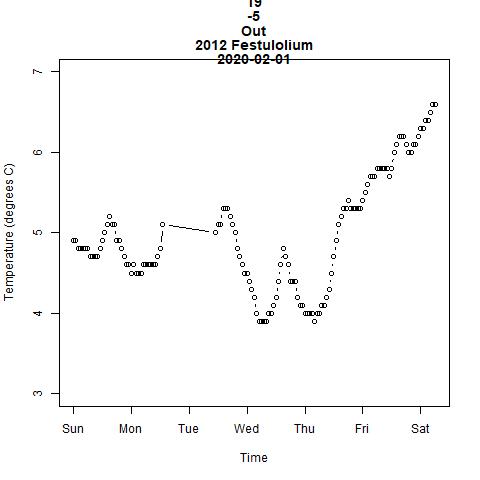 19
-5
Out
2012 Festulolium
2020-02-01
Temperature (degrees C)
7
6
5
4
3
Sun Mon Tue Wed Thu Fri Sat
Time